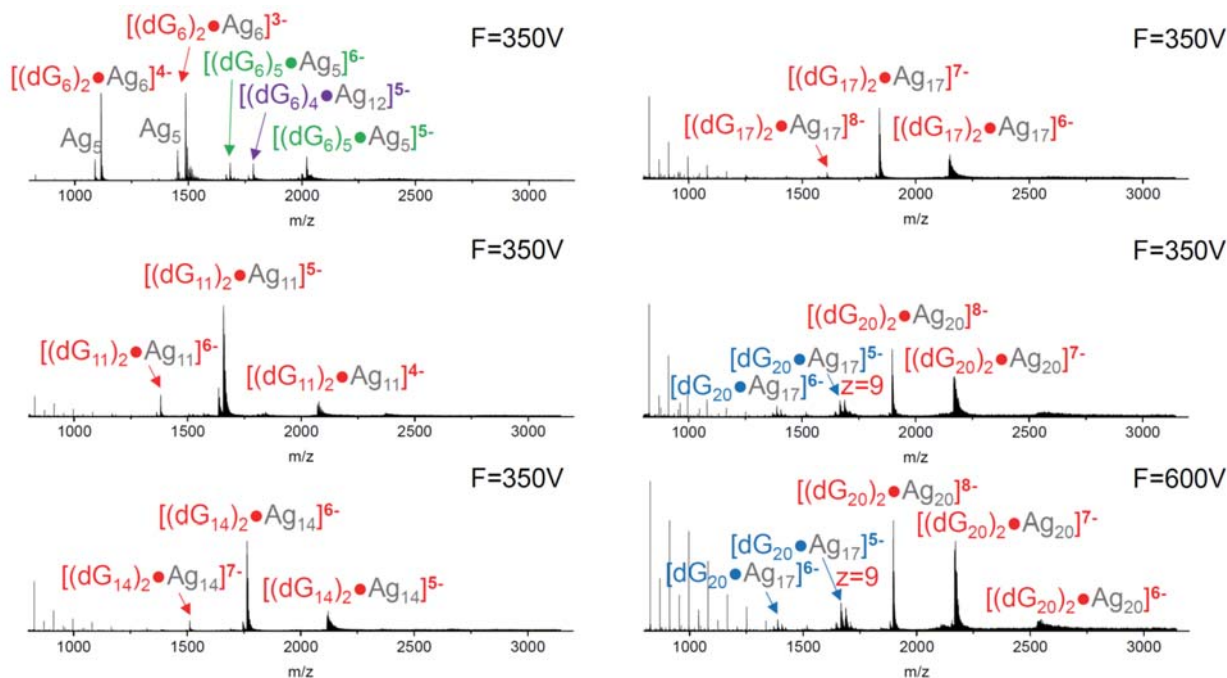 F=350V
[(dG6)2●Ag6]3-
[(dG6)5●Ag5]6-
[(dG6)2●Ag6]4-
[(dG6)4●Ag12]5-
Ag5
Ag5
[(dG6)5●Ag5]5-
1000 1500 2000 2500 3000
m/z
F=350V
[(dG11)2●Ag11]5-
[(dG11)2●Ag11]6-
[(dG11)2●Ag11]4-
1000 1500 2000 2500 3000
m/z
F=350V
[(dG14)2●Ag14]6-
[(dG14)2●Ag14]7-
[(dG14)2●Ag14]5-
1000 1500 2000 2500 3000
m/z
F=350V
[(dG17)2●Ag17]7-
[(dG17)2●Ag17]8-
[(dG17)2●Ag17]6-
1000 1500 2000 2500 3000
m/z
F=350V
[(dG20)2●Ag20]8-
[dG20●Ag17]5-
[(dG20)2●Ag20]7-
[dG20●Ag17]6-
z=9
1000 1500 2000 2500 3000
m/z
F=600V
[(dG20)2●Ag20]8-
[dG20●Ag17]5-
[(dG20)2●Ag20]7-
[dG20●Ag17]6-
z=9
[(dG20)2●Ag20]6-
1000 1500 2000 2500 3000
m/z